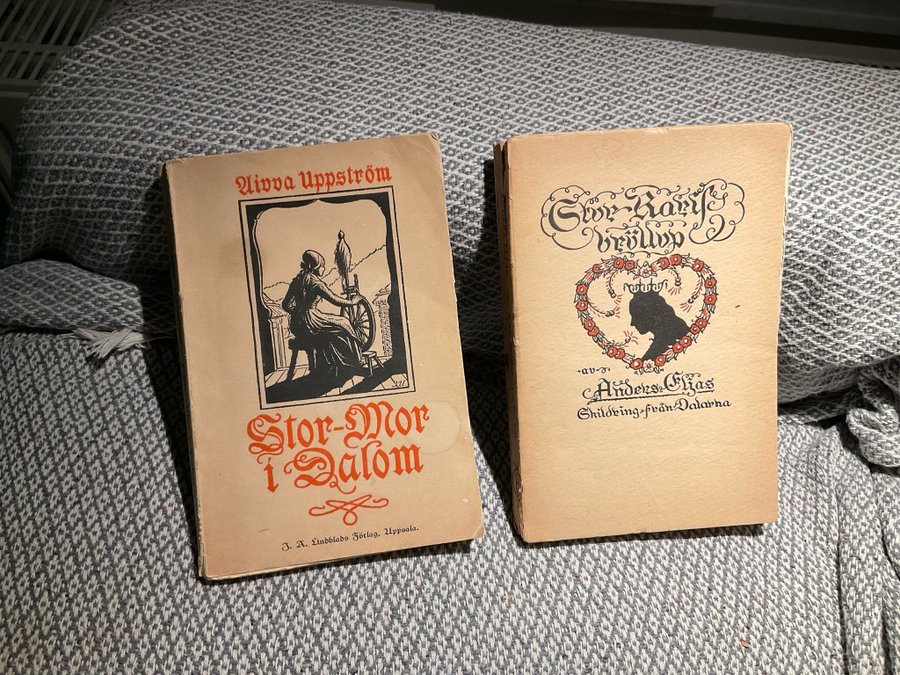 Aivva Uppström
Stor-Mor
i Dalom
J. A. Lindblads Förlag, Uppsala.
Stor-Karis
bröllop
av
Anders Eljas
Skildring från Dalarna